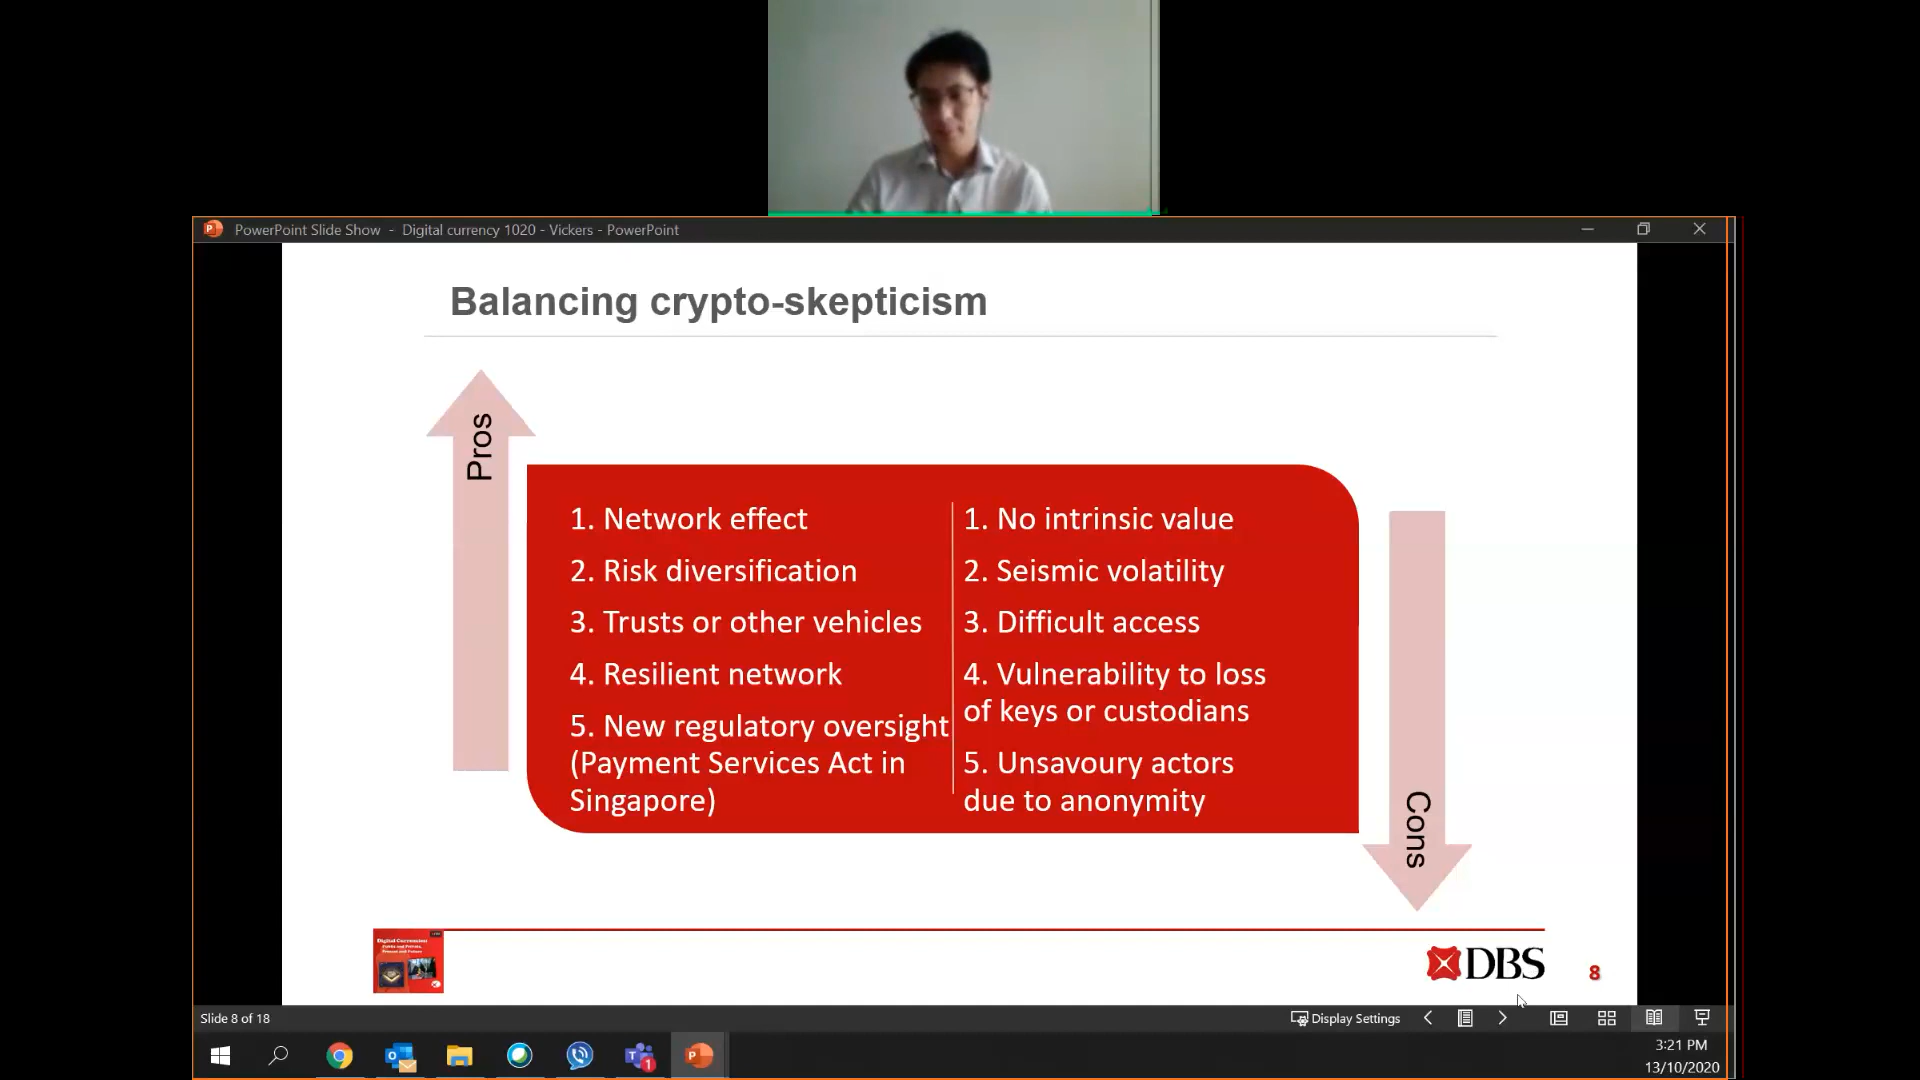 PowerPoint Slide Show - Digital currency 1020 - Vickers - PowerPoint
Balancing crypto-skepticism
Pros
1. Network effect
2. Risk diversification
3. Trusts or other vehicles
4. Resilient network
5. New regulatory oversight
(Payment Services Act in
Singapore)
1. No intrinsic value
2. Seismic volatility
3. Difficult access
4. Vulnerability to loss
of keys or custodians
5. Unsavoury actors
due to anonymity
Cons
DBS
8
Slide 8 of 18
Display Settings
3:21 PM
13/10/2020